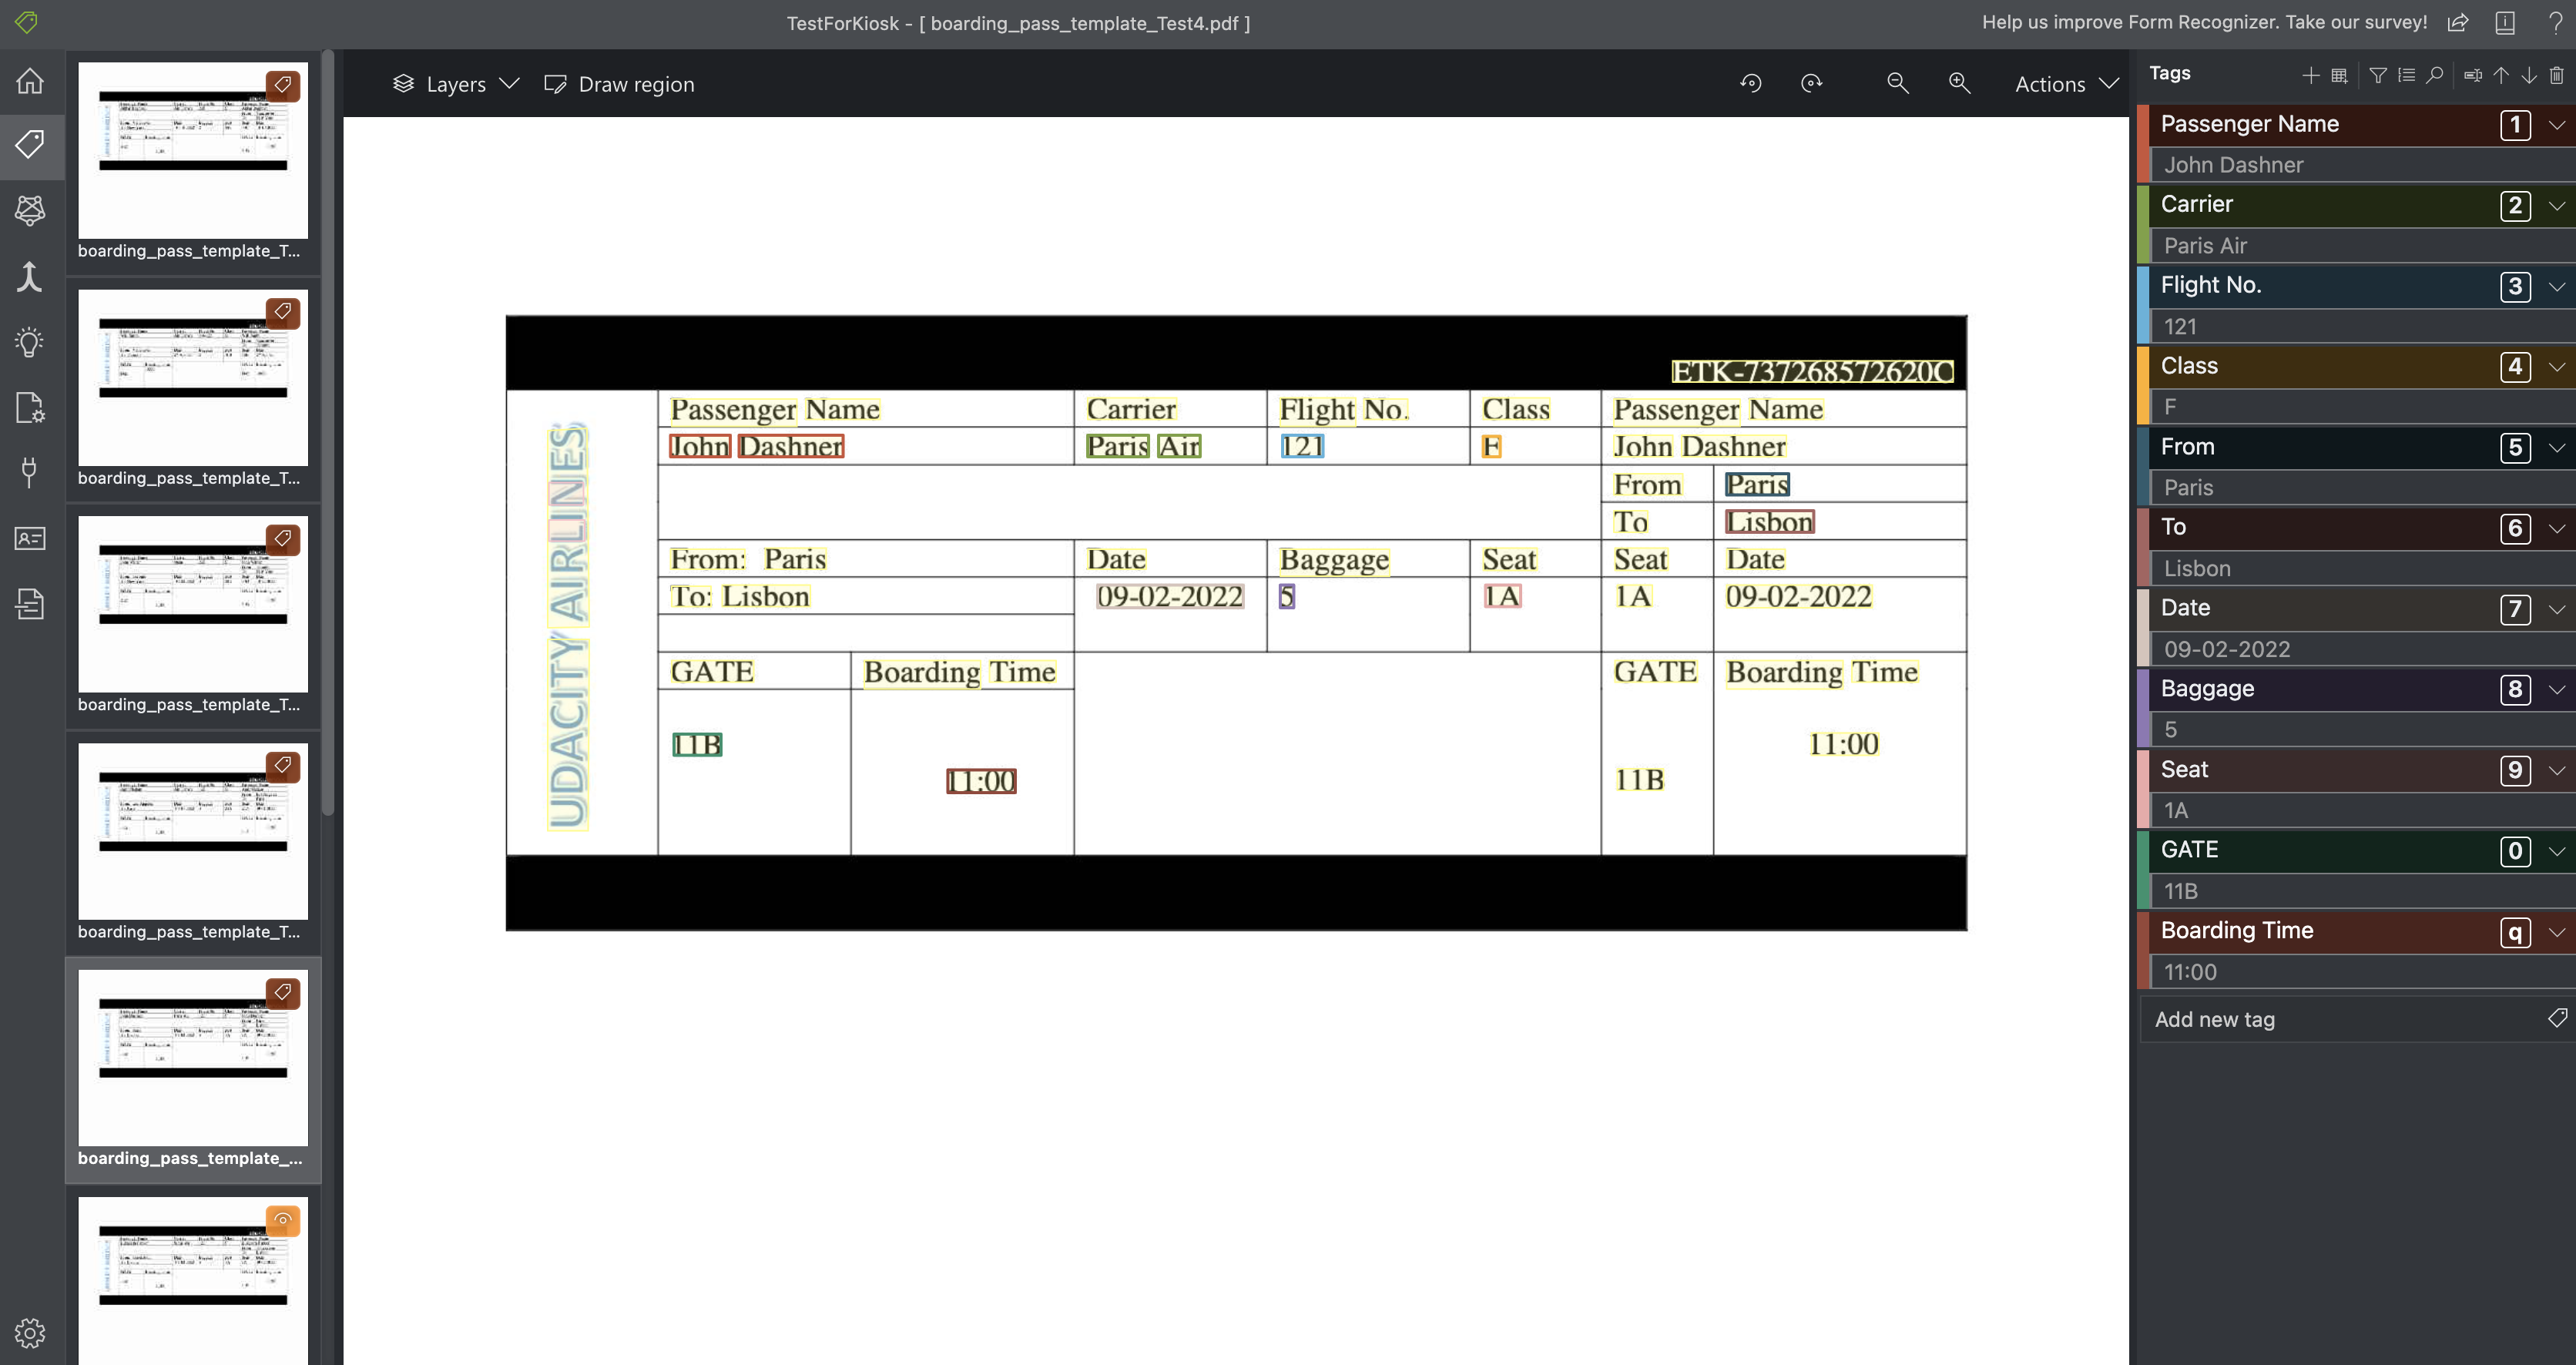 TestForKiosk - [ boarding_pass_template_Test4.pdf ]
Help us improve Form Recognizer. Take our survey!
Layers
Draw region
Actions
boarding_pass_template_T...
boarding_pass_template_T...
boarding_pass_template_T...
boarding_pass_template_T...
boarding_pass_template_...
ETK-737268572620C
UDACITY AIRLINES
Passenger Name Carrier Flight No. Class Passenger Name
John Dashner Paris Air 121 F John Dashner
From Paris
To Lisbon
From: Paris Date Baggage Seat Seat Date
To: Lisbon 09-02-2022 5 1A 1A 09-02-2022
GATE Boarding Time GATE Boarding Time
11B 11:00
11:00 11B
Tags
Passenger Name 1
John Dashner
Carrier 2
Paris Air
Flight No. 3
121
Class 4
F
From 5
Paris
To 6
Lisbon
Date 7
09-02-2022
Baggage 8
5
Seat 9
1A
GATE 0
11B
Boarding Time q
11:00
Add new tag